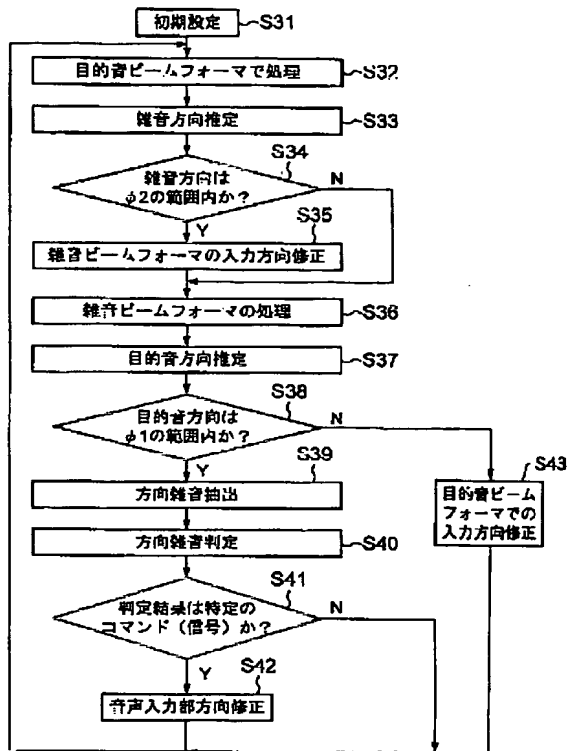 初期設定 S31
目的音ビームフォーマで処理 S32
雑音方向推定 S33
S34
雑音方向は
φ2の範囲内か？
N
Y
S35
雑音ビームフォーマの入力方向修正
雑音ビームフォーマの処理 S36
目的音方向推定 S37
S38
目的音方向は
φ1の範囲内か？
N
Y
S39
方向雑音抽出
S43
目的音ビーム
フォーマでの
入力方向修正
方向雑音判定 S40
S41
判定結果は特定の
コマンド（信号）か？
N
Y
S42
音声入力部方向修正